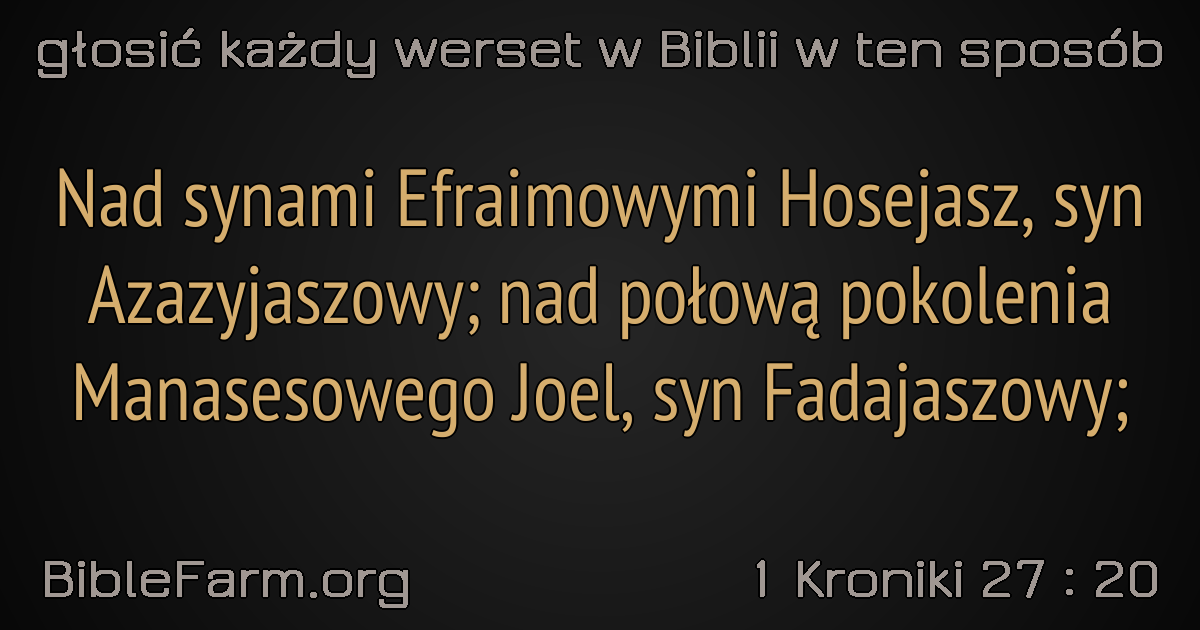 głosić każdy werset w Biblii w ten sposób
Nad synami Efraimowymi Hosejasz, syn
Azazyjaszowy; nad połową pokolenia
Manasesowego Joel, syn Fadajaszowy;
BibleFarm.org
1 Kroniki 27 : 20